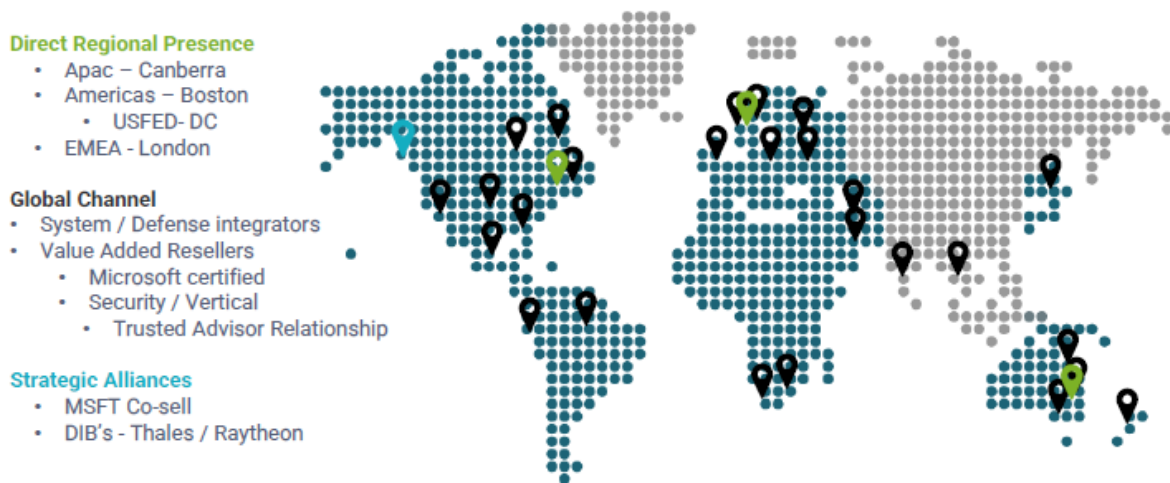 Direct Regional Presence
• Apac – Canberra
• Americas – Boston
• USFED- DC
• EMEA - London
Global Channel
• System / Defense integrators
• Value Added Resellers
• Microsoft certified
• Security / Vertical
• Trusted Advisor Relationship
Strategic Alliances
• MSFT Co-sell
• DIB's - Thales / Raytheon